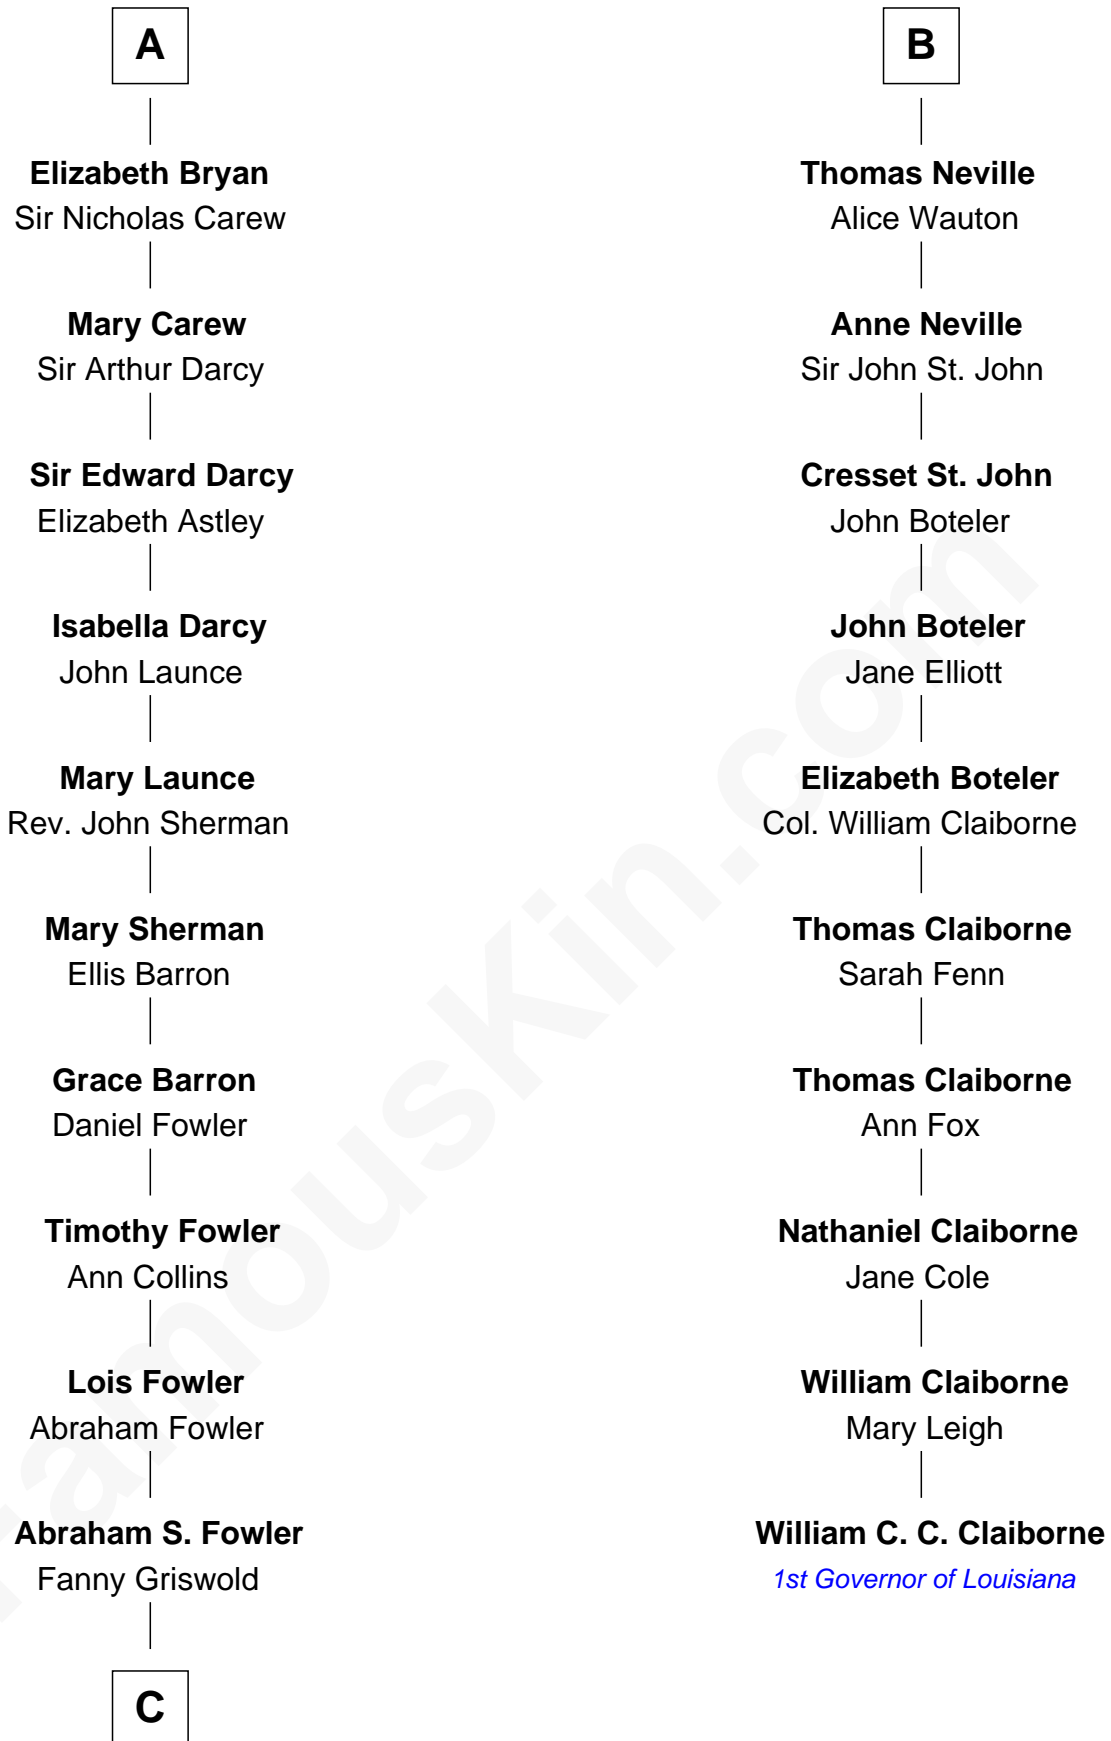 A
Elizabeth Bryan
Sir Nicholas Carew
Mary Carew
Sir Arthur Darcy
Sir Edward Darcy
Elizabeth Astley
Isabella Darcy
John Launce
Mary Launce
Rev. John Sherman
Mary Sherman
Ellis Barron
Grace Barron
Daniel Fowler
Timothy Fowler
Ann Collins
Lois Fowler
Abraham Fowler
Abraham S. Fowler
Fanny Griswold
C
B
Thomas Neville
Alice Wauton
Anne Neville
Sir John St. John
Cresset St. John
John Boteler
John Boteler
Jane Elliott
Elizabeth Boteler
Col. William Claiborne
Thomas Claiborne
Sarah Fenn
Thomas Claiborne
Ann Fox
Nathaniel Claiborne
Jane Cole
William Claiborne
Mary Leigh
William C. C. Claiborne
1st Governor of Louisiana
FamousKin.com